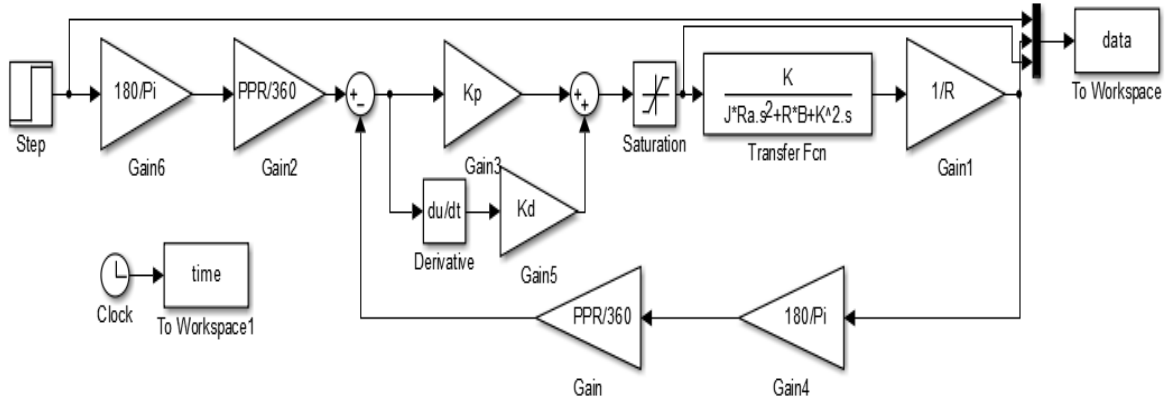 data
To Workspace
Step
180/Pi
Gain6
PPR/360
Gain2
+
−
Kp
Gain3
+
+
Saturation
K
J*Ra.s^2+R*B+K^2.s
Transfer Fcn
1/R
Gain1
du/dt
Derivative
Kd
Gain5
Clock
time
To Workspace1
PPR/360
Gain
180/Pi
Gain4